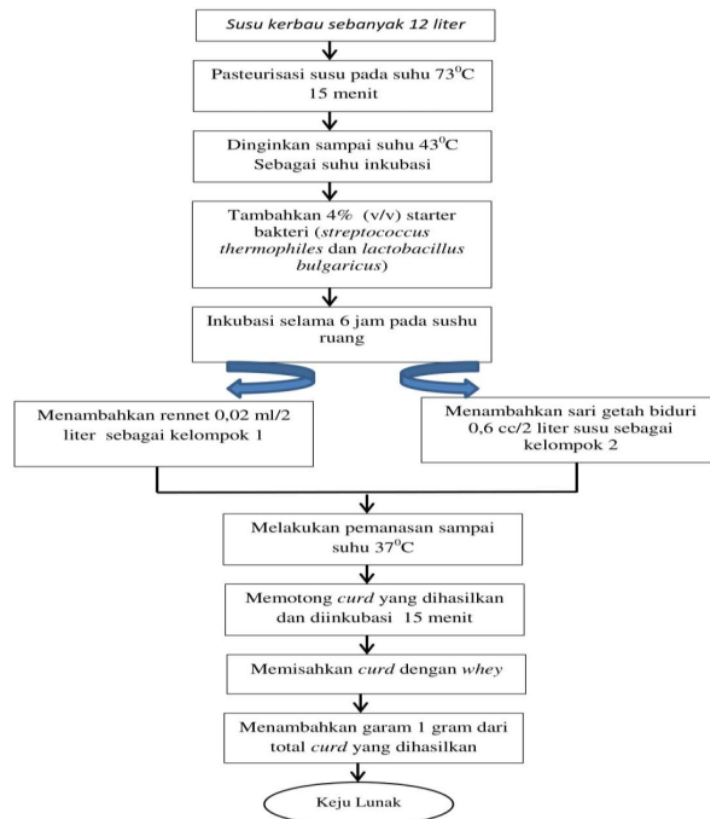 Susu kerbau sebanyak 12 liter
Pasteurisasi susu pada suhu 73⁰C
15 menit
Dinginkan sampai suhu 43⁰C
Sebagai suhu inkubasi
Tambahkan 4% (v/v) starter
bakteri (streptococcus
thermophiles dan lactobacillus
bulgaricus)
Inkubasi selama 6 jam pada sushu
ruang
Menambahkan rennet 0,02 ml/2
liter sebagai kelompok 1
Menambahkan sari getah biduri
0,6 cc/2 liter susu sebagai
kelompok 2
Melakukan pemanasan sampai
suhu 37⁰C
Memotong curd yang dihasilkan
dan diinkubasi 15 menit
Memisahkan curd dengan whey
Menambahkan garam 1 gram dari
total curd yang dihasilkan
Keju Lunak